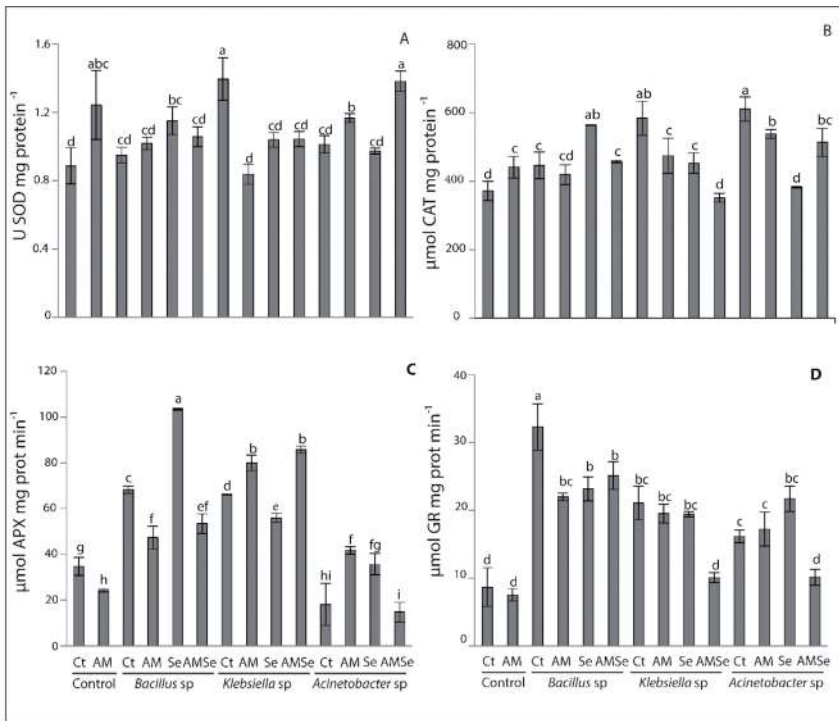 A
U SOD mg protein ⁻¹
1.6
1.2
0.8
0.4
0
d abc cd cd bc cd a d cd cd cd b cd a
B
μmol CAT mg protein ⁻¹
800
600
400
200
0
d cd cd cd ab c ab c c d a b d bc
C
μmol APX mg prot min⁻¹
120
100
80
60
40
20
0
g h c f a ef d b e b hi f fg i
Ct AM Ct AM Se AMSe Ct AM Se AMSe Ct AM Se AMSe
Control Bacillus sp Klebsiella sp Acinetobacter sp
D
μmol GR mg prot min⁻¹
40
30
20
10
0
d d a bc b b bc bc bc d c c bc d
Ct AM Ct AM Se AMSe Ct AM Se AMSe Ct AM Se AMSe
Control Bacillus sp Klebsiella sp Acinetobacter sp